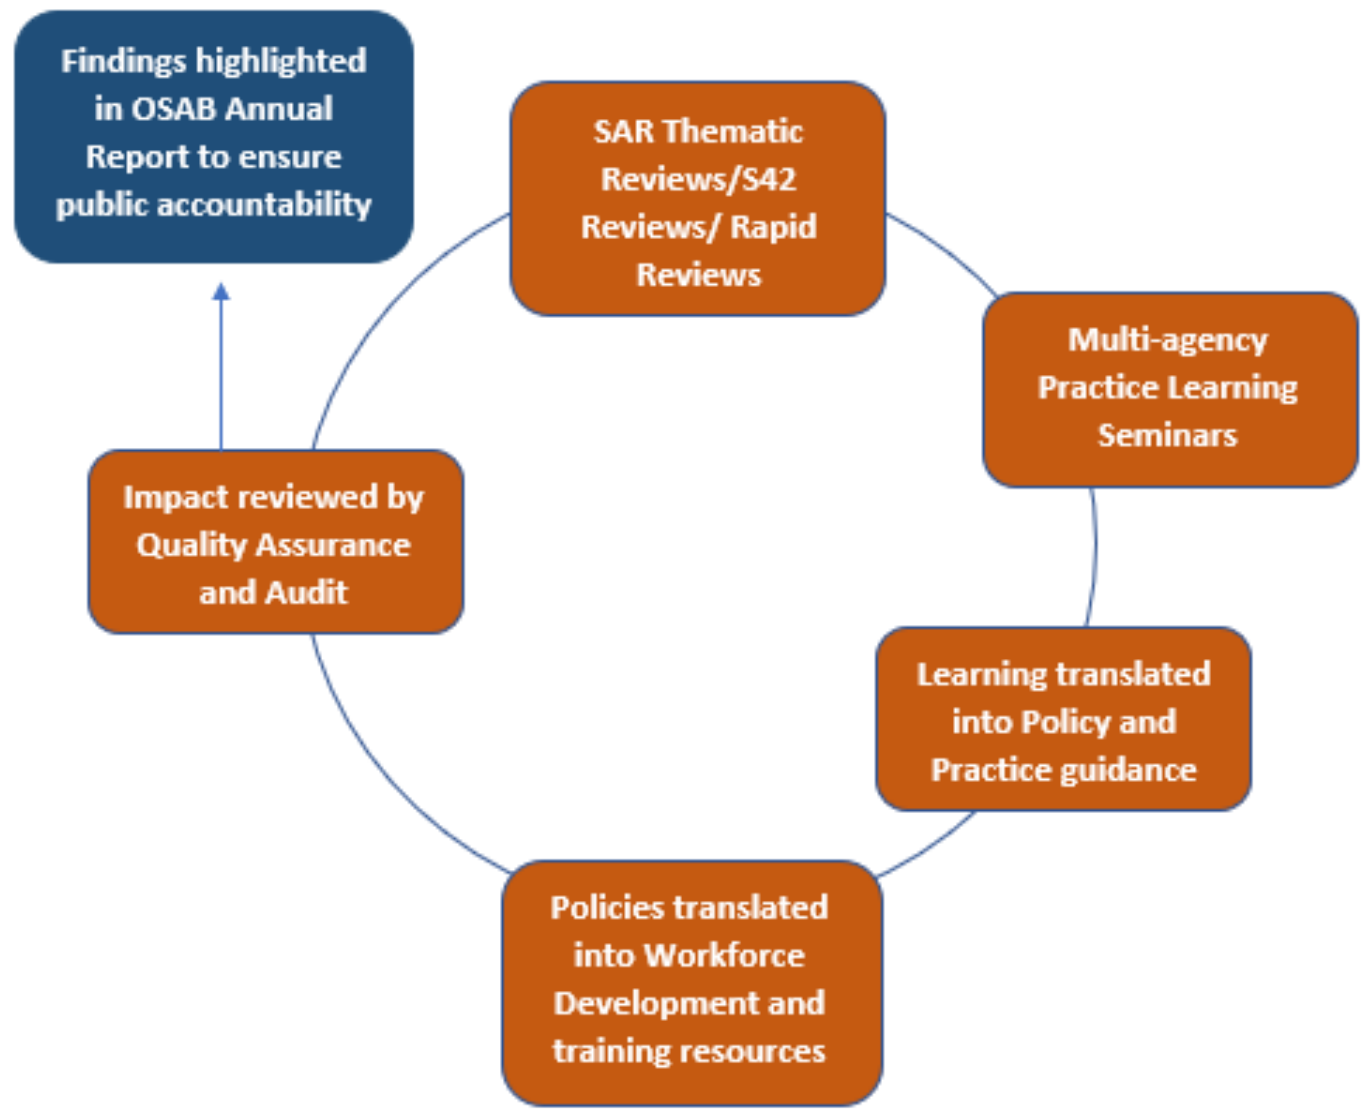 Findings highlighted
in OSAB Annual
Report to ensure
public accountability
SAR Thematic
Reviews/S42
Reviews/ Rapid
Reviews
Multi-agency
Practice Learning
Seminars
Learning translated
into Policy and
Practice guidance
Policies translated
into Workforce
Development and
training resources
Impact reviewed by
Quality Assurance
and Audit